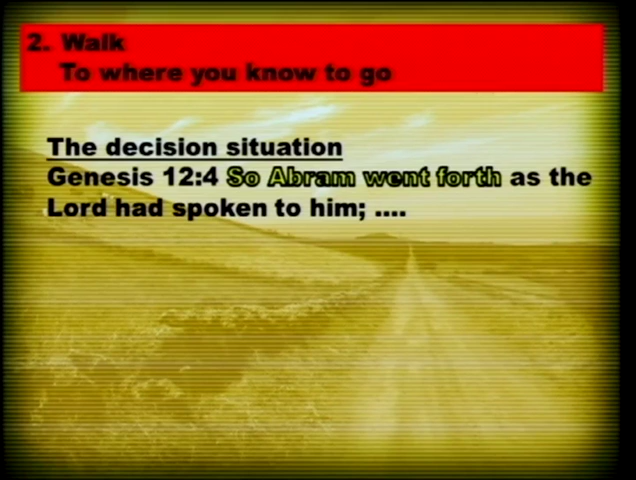 2. Walk
To where you know to go
The decision situation
Genesis 12:4 So Abram went forth as the
Lord had spoken to him; ....